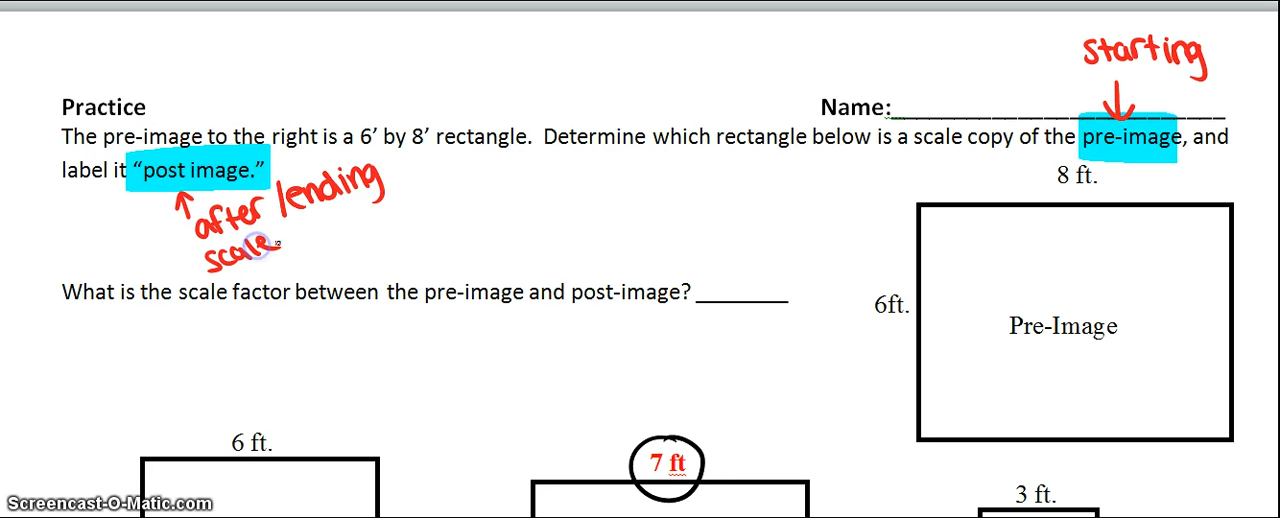 starting
Practice
Name:
The pre-image to the right is a 6’ by 8’ rectangle. Determine which rectangle below is a scale copy of the pre-image, and
label it “post image.”
8 ft.
after/ending
scale
What is the scale factor between the pre-image and post-image?
6ft.
Pre-Image
6 ft.
7 ft
3 ft.
Screencast-O-Matic.com